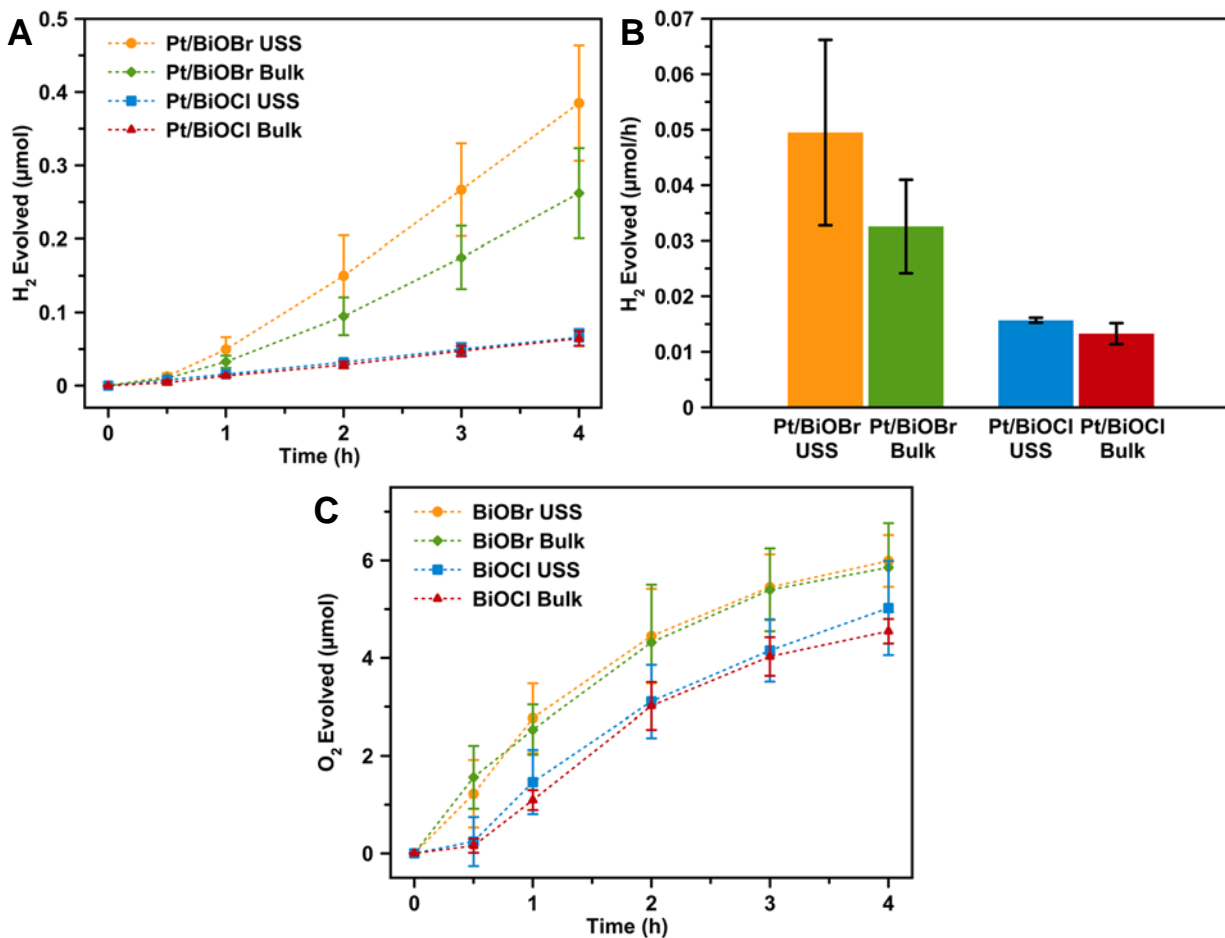 A
Pt/BiOBr USS
Pt/BiOBr Bulk
Pt/BiOCl USS
Pt/BiOCl Bulk
H₂ Evolved (µmol)
0.5
0.4
0.3
0.2
0.1
0
0 1 2 3 4
Time (h)
B
H₂ Evolved (µmol/h)
0.07
0.06
0.05
0.04
0.03
0.02
0.01
0
Pt/BiOBr USS
Pt/BiOBr Bulk
Pt/BiOCl USS
Pt/BiOCl Bulk
C
BiOBr USS
BiOBr Bulk
BiOCl USS
BiOCl Bulk
O₂ Evolved (µmol)
6
4
2
0
0 1 2 3 4
Time (h)